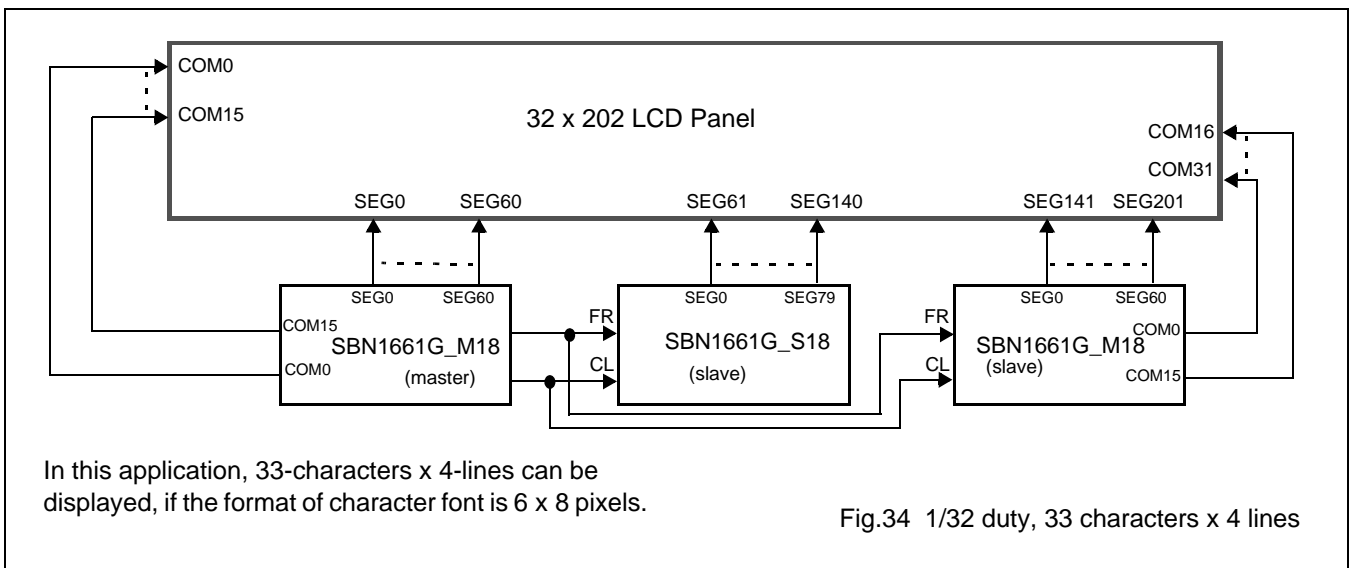 COM0
COM15
32 x 202 LCD Panel
COM16
COM31
SEG0 SEG60 SEG61 SEG140 SEG141 SEG201
SEG0 SEG60 SEG0 SEG79 SEG0 SEG60
COM15
COM0
SBN1661G_M18
(master)
FR
CL
SBN1661G_S18
(slave)
FR
CL
SBN1661G_M18
(slave)
COM0
COM15
In this application, 33-characters x 4-lines can be
displayed, if the format of character font is 6 x 8 pixels.
Fig.34 1/32 duty, 33 characters x 4 lines